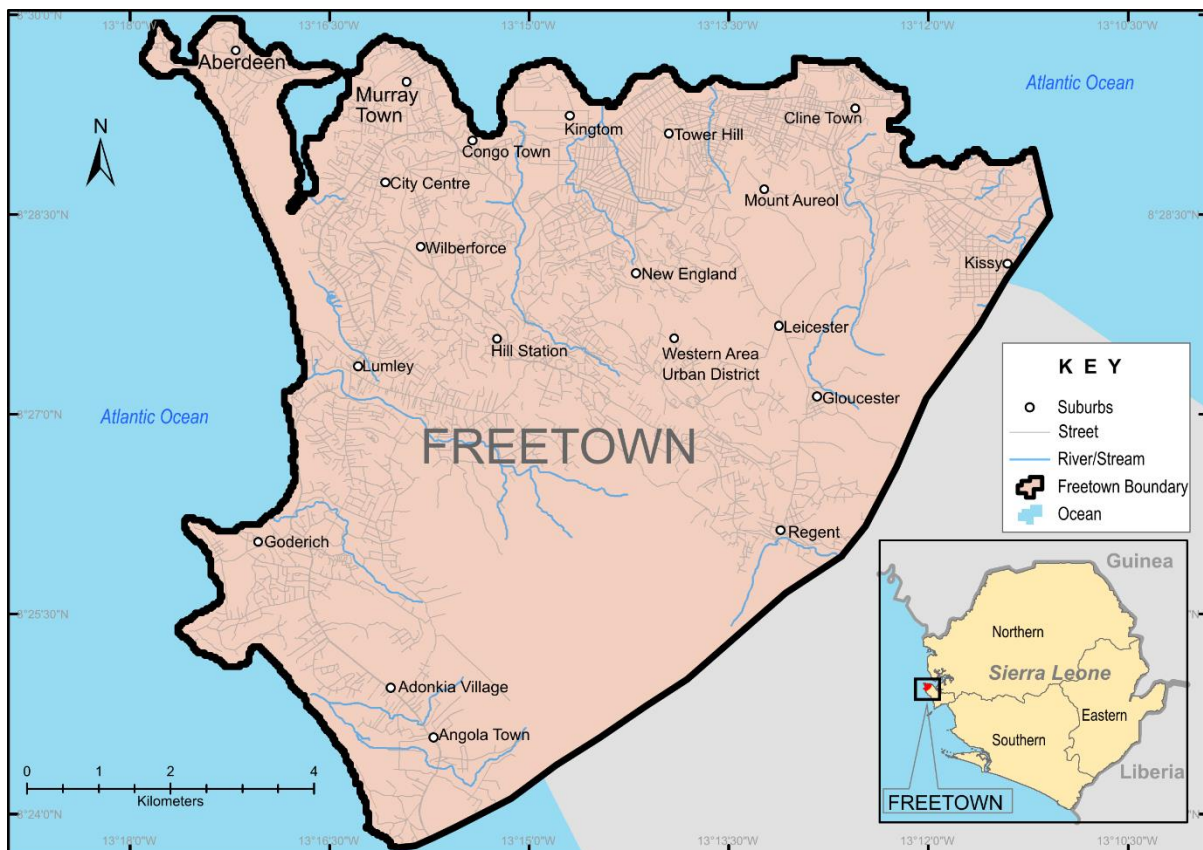 8°30'0"N
13°18'0"W
13°16'30"W
13°15'0"W
13°13'30"W
13°12'0"W
13°10'30"W
Atlantic Ocean
Aberdeen
Murray
Town
Kingtom
Tower Hill
Cline Town
Congo Town
N
City Centre
Mount Aureol
8°28'30"N
8°28'30"N
Wilberforce
New England
Kissy
Leicester
Hill Station
Western Area
Urban District
Lumley
Gloucester
Atlantic Ocean
8°27'0"N
FREETOWN
K E Y
Suburbs
Street
River/Stream
Freetown Boundary
Ocean
Regent
Goderich
8°25'30"N
Adonkia Village
Angola Town
0 1 2 4
Kilometers
8°24'0"N
13°18'0"W
13°16'30"W
13°15'0"W
13°13'30"W
13°12'0"W
13°10'30"W
Guinea
Northern
Sierra Leone
Eastern
Southern
Liberia
FREETOWN